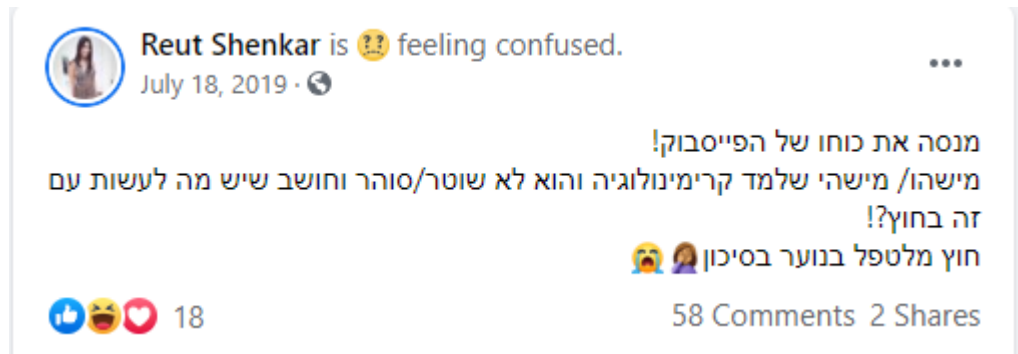 Reut Shenkar is feeling confused.
July 18, 2019 ·
מנסה את כוחו של הפייסבוק!
מישהו/ מישהי שלמד קרימינולוגיה והוא לא שוטר/סוהר וחושב שיש מה לעשות עם
זה בחוץ?!
חוץ מלטפל בנוער בסיכון
18
58 Comments 2 Shares